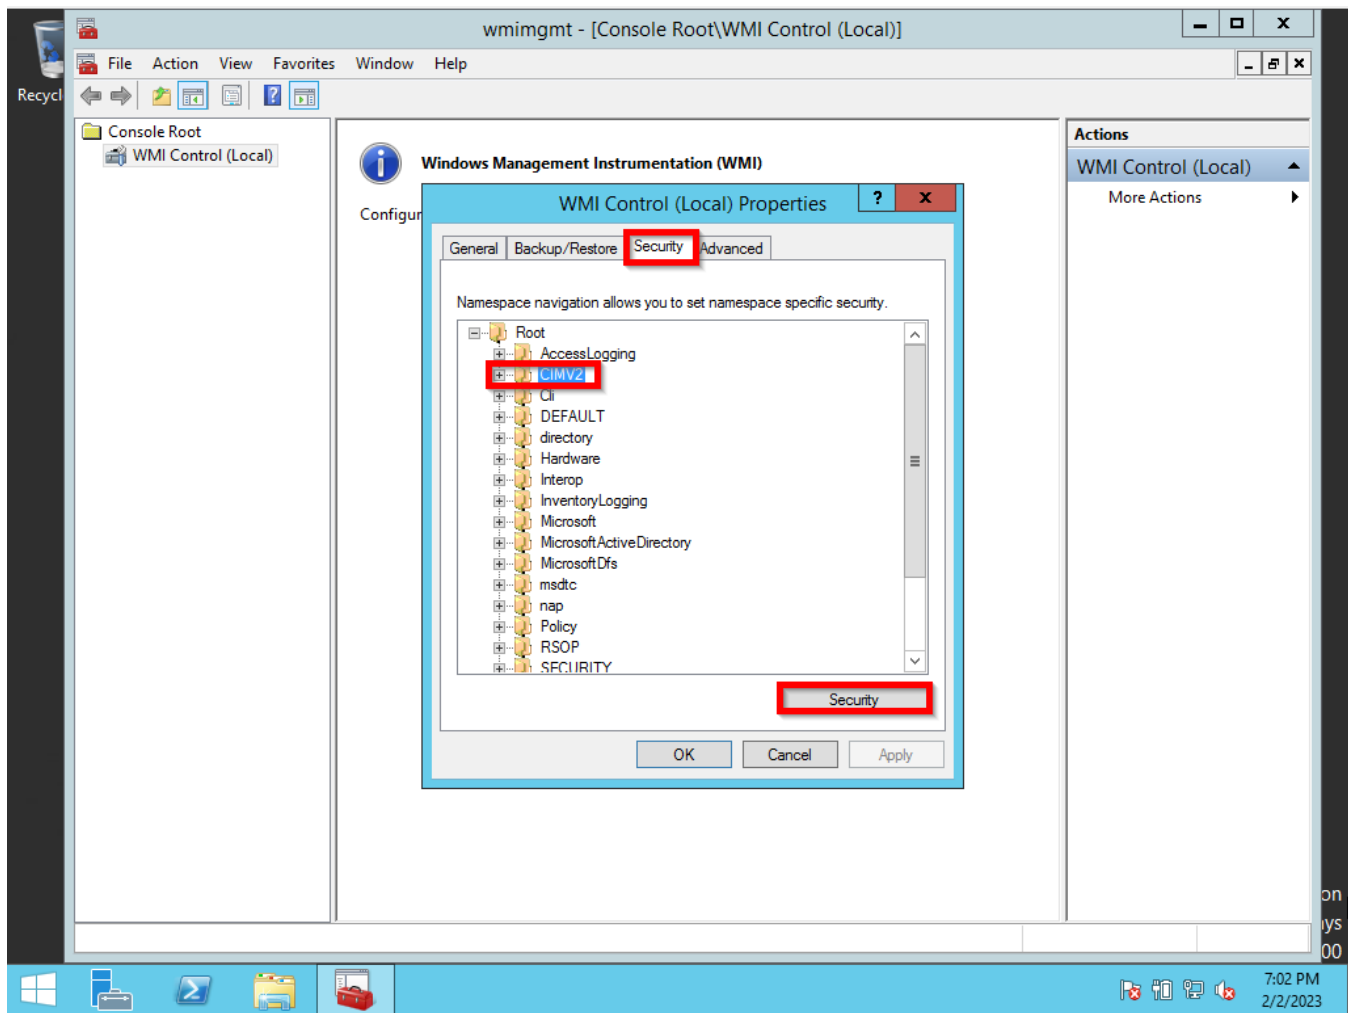 wmimgmt - [Console Root\WMI Control (Local)]
File Action View Favorites Window Help
Recycl
Console Root
WMI Control (Local)
Windows Management Instrumentation (WMI)
Configur
WMI Control (Local) Properties
General Backup/Restore Security Advanced
Namespace navigation allows you to set namespace specific security.
Root
AccessLogging
CIMV2
Cli
DEFAULT
directory
Hardware
Interop
InventoryLogging
Microsoft
MicrosoftActiveDirectory
MicrosoftDfs
msdtc
nap
Policy
RSOP
SECURITY
Security
OK Cancel Apply
Actions
WMI Control (Local)
More Actions
on
ys
00
7:02 PM
2/2/2023